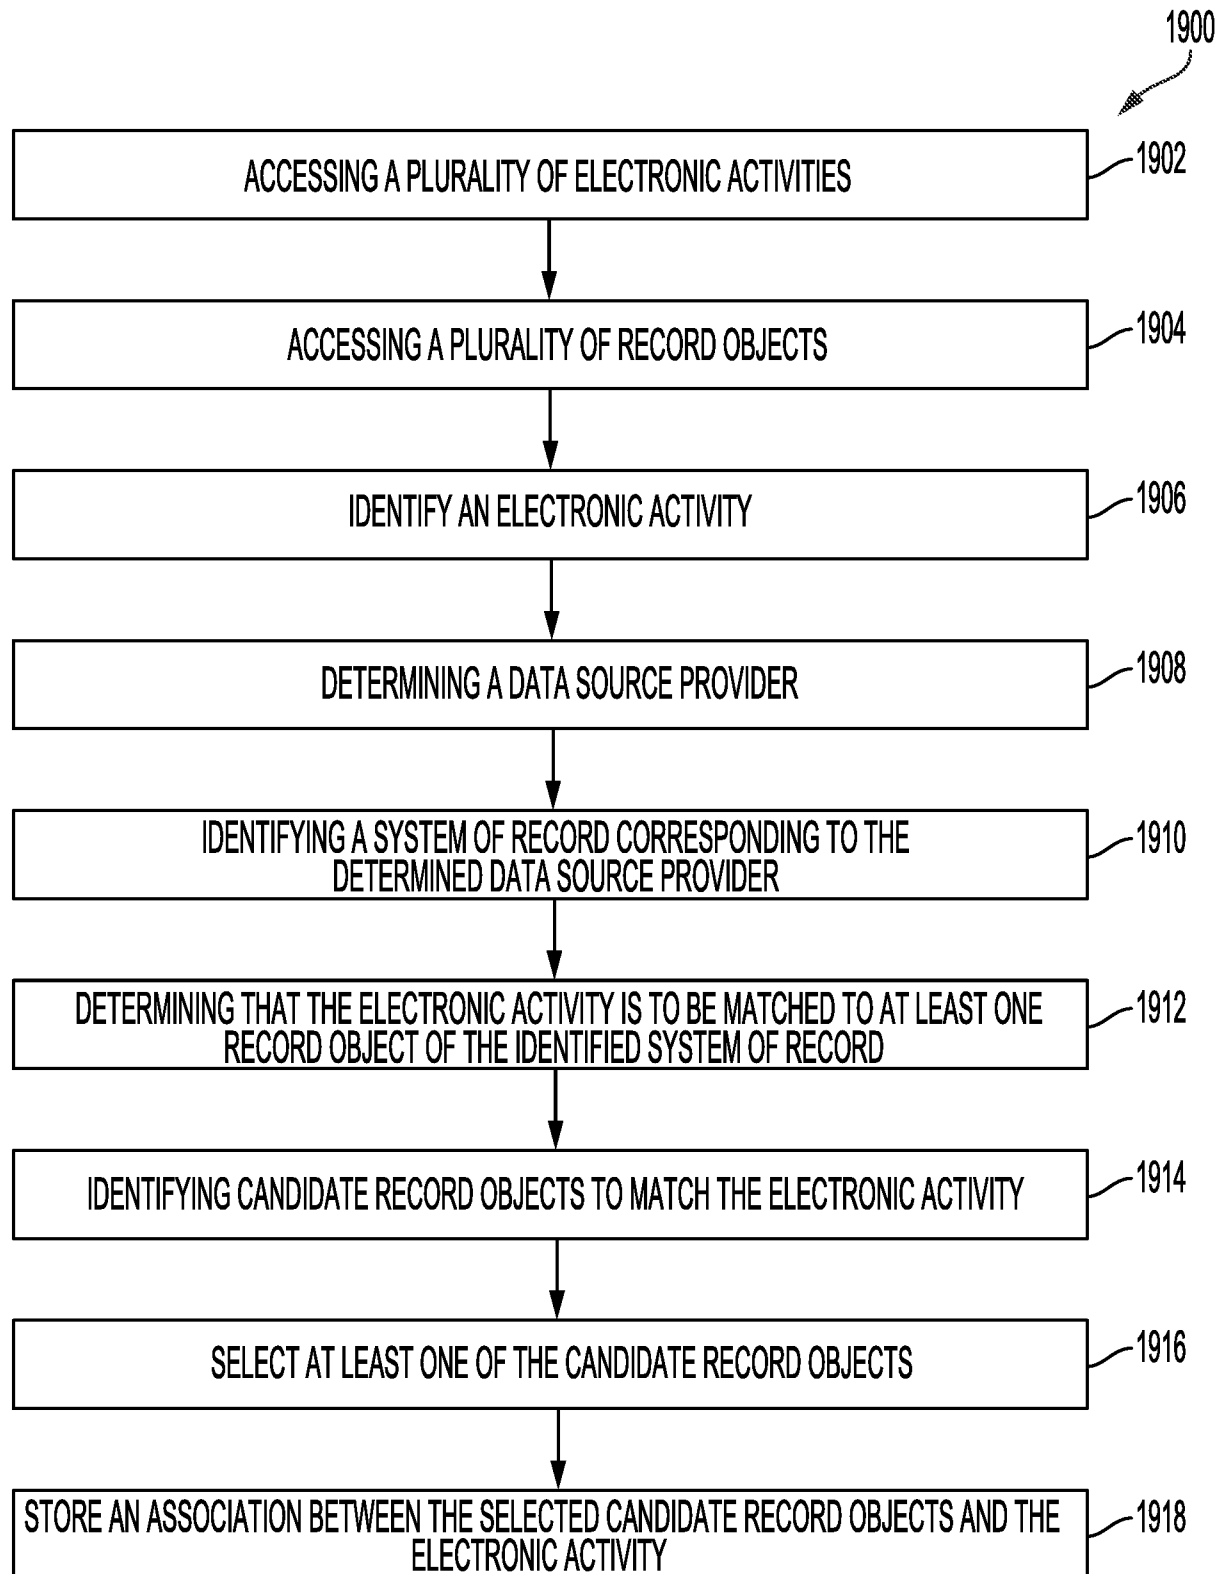 1900
ACCESSING A PLURALITY OF ELECTRONIC ACTIVITIES
1902
ACCESSING A PLURALITY OF RECORD OBJECTS
1904
IDENTIFY AN ELECTRONIC ACTIVITY
1906
DETERMINING A DATA SOURCE PROVIDER
1908
IDENTIFYING A SYSTEM OF RECORD CORRESPONDING TO THE
DETERMINED DATA SOURCE PROVIDER
1910
DETERMINING THAT THE ELECTRONIC ACTIVITY IS TO BE MATCHED TO AT LEAST ONE
RECORD OBJECT OF THE IDENTIFIED SYSTEM OF RECORD
1912
IDENTIFYING CANDIDATE RECORD OBJECTS TO MATCH THE ELECTRONIC ACTIVITY
1914
SELECT AT LEAST ONE OF THE CANDIDATE RECORD OBJECTS
1916
STORE AN ASSOCIATION BETWEEN THE SELECTED CANDIDATE RECORD OBJECTS AND THE
ELECTRONIC ACTIVITY
1918